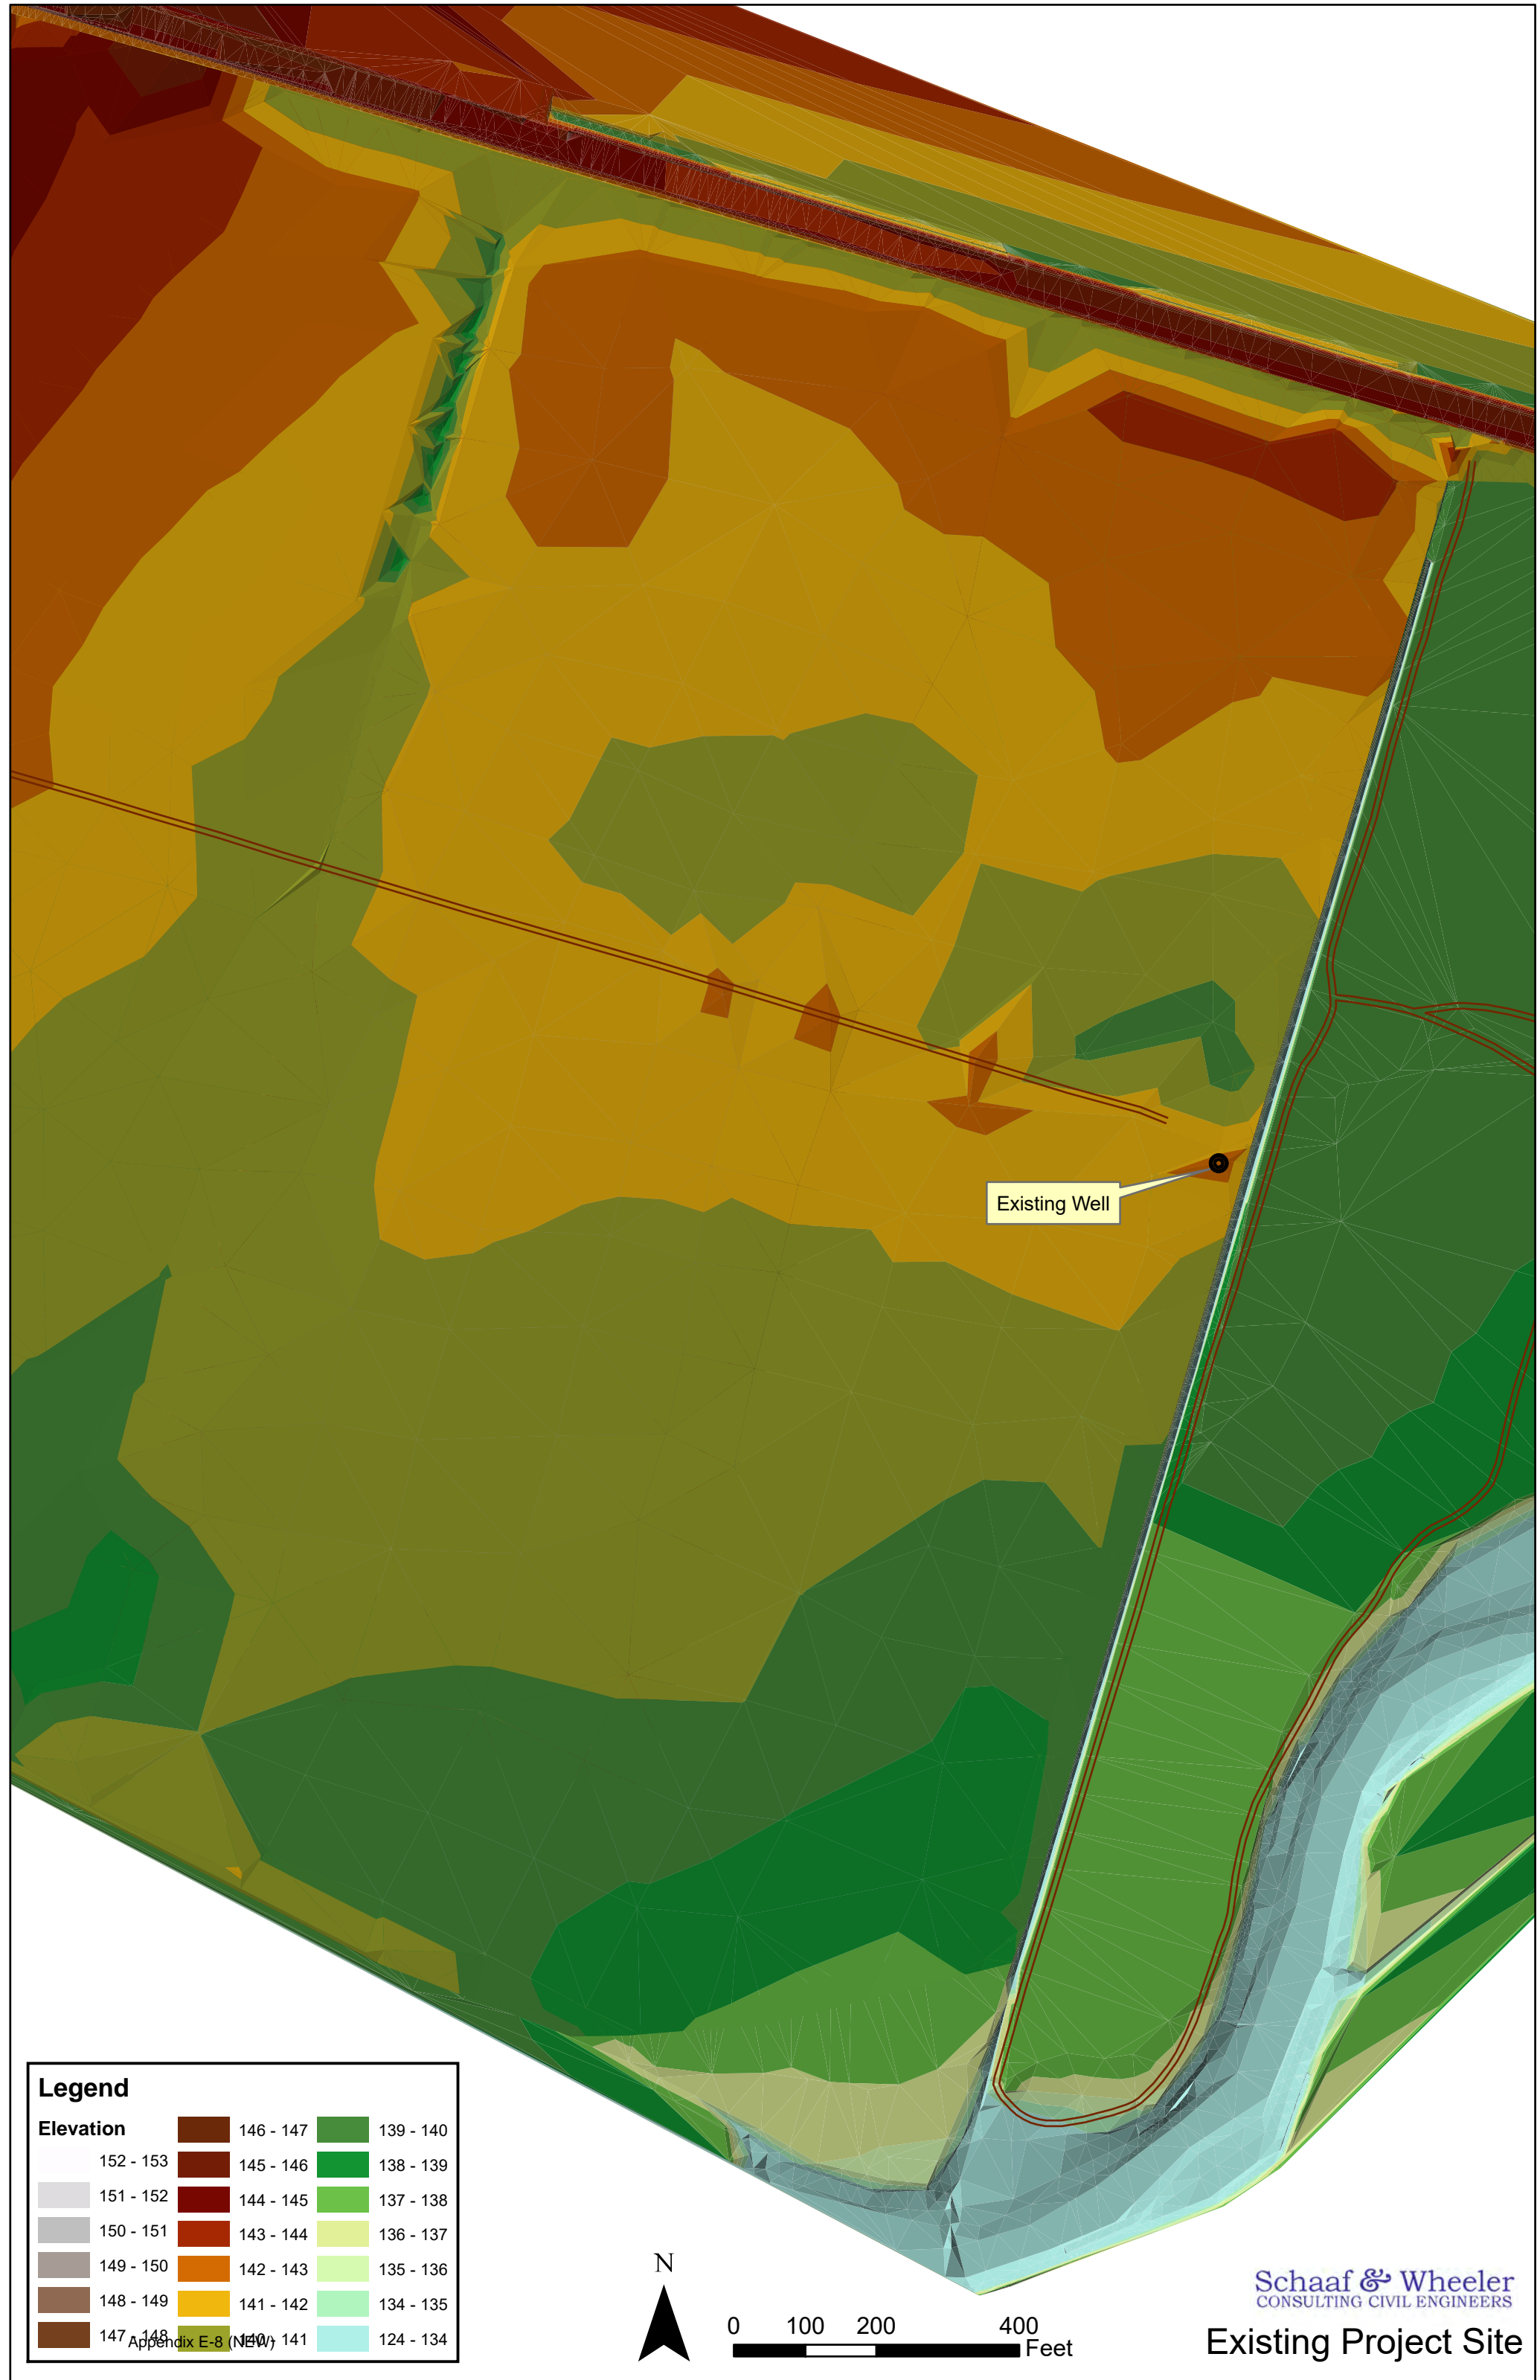 Existing Well
Legend
Elevation
152 - 153
151 - 152
150 - 151
149 - 150
148 - 149
147 - 148
146 - 147
145 - 146
144 - 145
143 - 144
142 - 143
141 - 142
140 - 141
139 - 140
138 - 139
137 - 138
136 - 137
135 - 136
134 - 135
124 - 134
Appendix E-8 (NEW)
N
0 100 200 400
Feet
Schaaf & Wheeler
CONSULTING CIVIL ENGINEERS
Existing Project Site